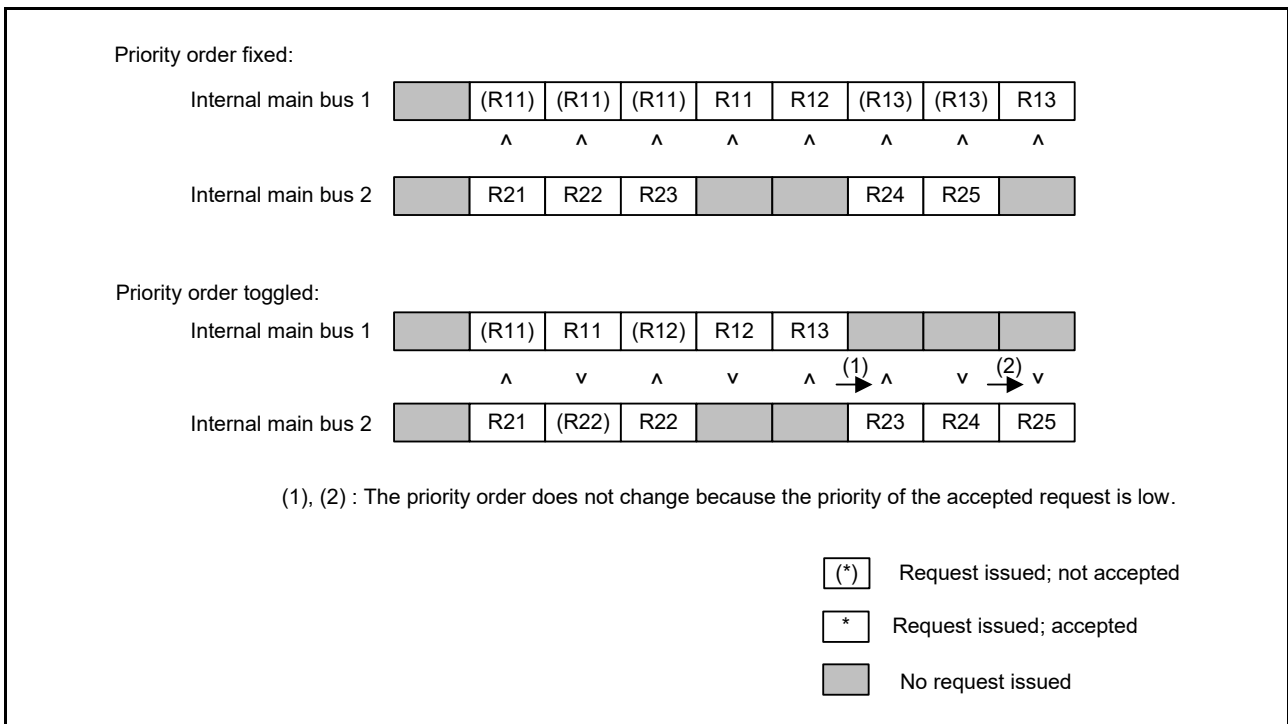 Priority order fixed:
Internal main bus 1 (R11) (R11) (R11) R11 R12 (R13) (R13) R13
^ ^ ^ ^ ^ ^ ^ ^
Internal main bus 2 R21 R22 R23 R24 R25
Priority order toggled:
Internal main bus 1 (R11) R11 (R12) R12 R13
^ v ^ v ^ (1) ^ v (2) v
Internal main bus 2 R21 (R22) R22 R23 R24 R25
(1), (2) : The priority order does not change because the priority of the accepted request is low.
(*) Request issued; not accepted
* Request issued; accepted
No request issued